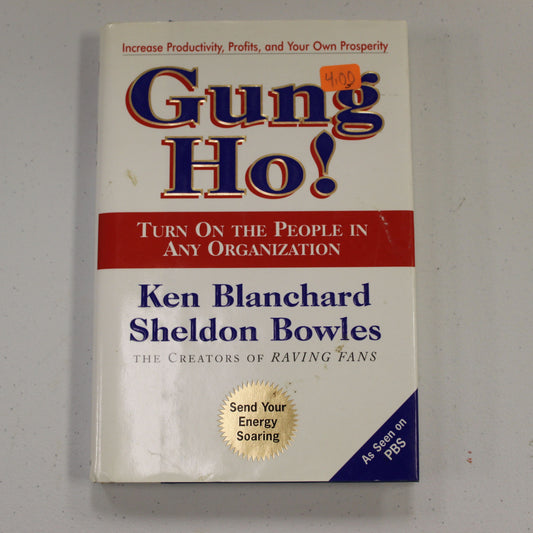 Increase Productivity, Profits, and Your Own Prosperity
4.00
Gung
Ho!
TURN ON THE PEOPLE IN
ANY ORGANIZATION
Ken Blanchard
Sheldon Bowles
THE CREATORS OF RAVING FANS
Send Your
Energy
Soaring
As Seen on
PBS